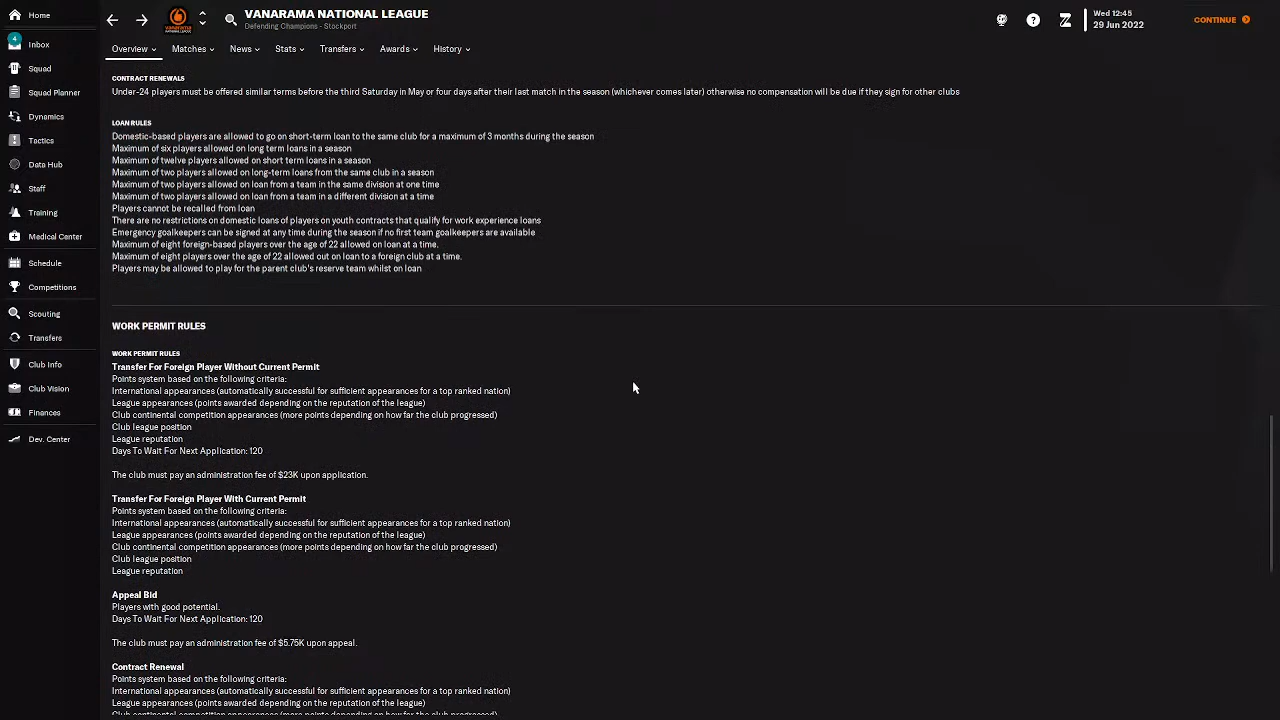 Home
VANARAMA NATIONAL LEAGUE
Defending Champions - Stockport
Wed 12:45
29 Jun 2022
CONTINUE
4
Inbox
Overview
Matches
News
Stats
Transfers
Awards
History
Squad
Squad Planner
Dynamics
Tactics
Data Hub
Staff
Training
Medical Center
Schedule
Competitions
Scouting
Transfers
Club Info
Club Vision
Finances
Dev. Center
CONTRACT RENEWALS
Under-24 players must be offered similar terms before the third Saturday in May or four days after their last match in the season (whichever comes later) otherwise no compensation will be due if they sign for other clubs
LOAN RULES
Domestic-based players are allowed to go on short-term loan to the same club for a maximum of 3 months during the season
Maximum of six players allowed on long term loans in a season
Maximum of twelve players allowed on short term loans in a season
Maximum of two players allowed on long-term loans from the same club in a season
Maximum of two players allowed on loan from a team in the same division at one time
Maximum of two players allowed on loan from a team in a different division at a time
Players cannot be recalled from loan
There are no restrictions on domestic loans of players on youth contracts that qualify for work experience loans
Emergency goalkeepers can be signed at any time during the season if no first team goalkeepers are available
Maximum of eight foreign-based players over the age of 22 allowed on loan at a time.
Maximum of eight players over the age of 22 allowed out on loan to a foreign club at a time.
Players may be allowed to play for the parent club's reserve team whilst on loan
WORK PERMIT RULES
WORK PERMIT RULES
Transfer For Foreign Player Without Current Permit
Points system based on the following criteria:
International appearances (automatically successful for sufficient appearances for a top ranked nation)
League appearances (points awarded depending on the reputation of the league)
Club continental competition appearances (more points depending on how far the club progressed)
Club league position
League reputation
Days To Wait For Next Application: 120
The club must pay an administration fee of $23K upon application.
Transfer For Foreign Player With Current Permit
Points system based on the following criteria:
International appearances (automatically successful for sufficient appearances for a top ranked nation)
League appearances (points awarded depending on the reputation of the league)
Club continental competition appearances (more points depending on how far the club progressed)
Club league position
League reputation
Appeal Bid
Players with good potential.
Days To Wait For Next Application: 120
The club must pay an administration fee of $5.75K upon appeal.
Contract Renewal
Points system based on the following criteria:
International appearances (automatically successful for sufficient appearances for a top ranked nation)
League appearances (points awarded depending on the reputation of the league)
Club continental competition appearances (more points depending on how far the club progressed)